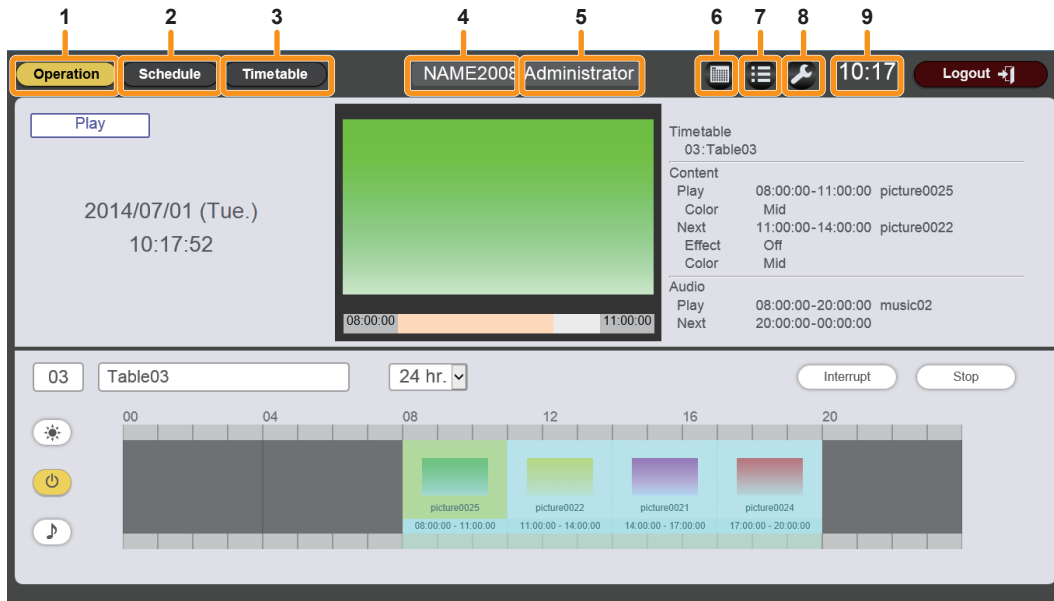 1 2 3 4 5 6 7 8 9
Operation Schedule Timetable NAME2008 Administrator 10:17 Logout
Play
2014/07/01 (Tue.)
10:17:52
08:00:00 11:00:00
Timetable
03:Table03
Content
Play 08:00:00-11:00:00 picture0025
Color Mid
Next 11:00:00-14:00:00 picture0022
Effect Off
Color Mid
Audio
Play 08:00:00-20:00:00 music02
Next 20:00:00-00:00:00
03 Table03 24 hr. Interrupt Stop
00 04 08 12 16 20
picture0025 picture0022 picture0021 picture0024
08:00:00 - 11:00:00 11:00:00 - 14:00:00 14:00:00 - 17:00:00 17:00:00 - 20:00:00